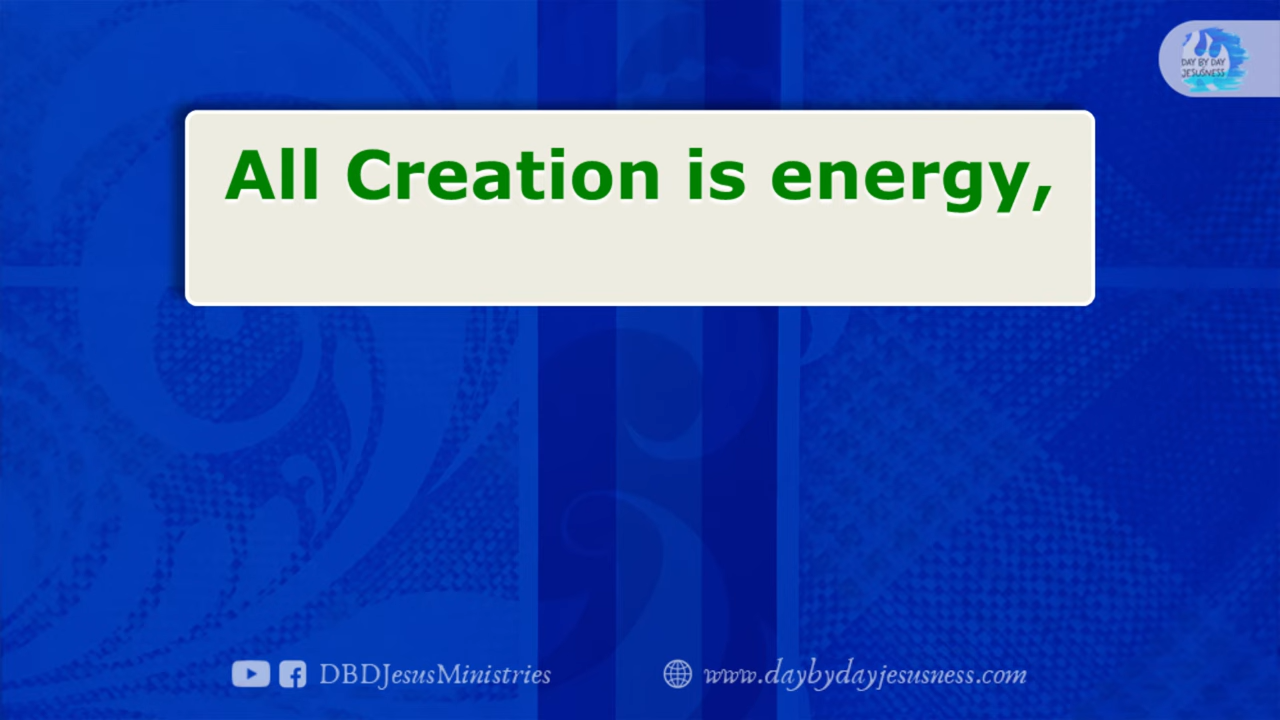 DAY BY DAY
JESUSNESS
All Creation is energy,
DBDJesusMinistries
www.daybydayjesusness.com